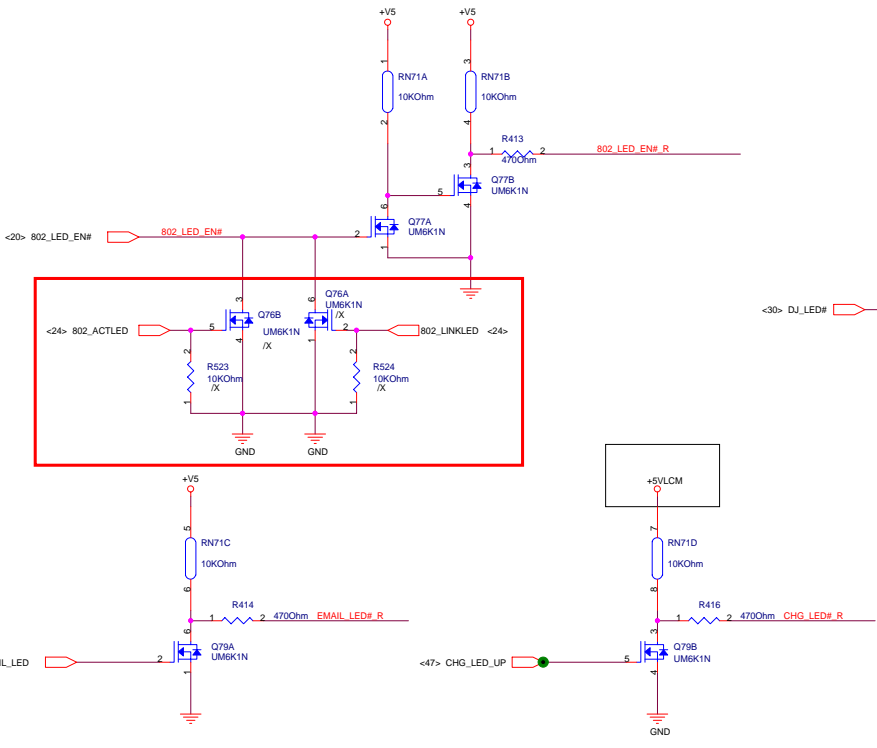 +V5 +V5
1 3
RN71A RN71B
10KOhm 10KOhm
2 4
R413
1 2 802_LED_EN#_R
470Ohm
3
Q77B
5 UM6K1N
6 4
Q77A
<20> 802_LED_EN# 802_LED_EN# 2 UM6K1N
1
Q76A
3 6 UM6K1N
/X
Q76B
<24> 802_ACTLED 5 UM6K1N 2 802_LINKLED <24>
4 /X 1
<30> DJ_LED#
2 2
R523 R524
10KOhm 10KOhm
/X /X
1 1
GND GND
+V5 +5VLCM
5 7
RN71C RN71D
10KOhm 10KOhm
6 8
R414 R416
1 2 470Ohm EMAIL_LED#_R 1 2 470Ohm CHG_LED#_R
6 3
Q79A Q79B
IL_LED 2 UM6K1N <47> CHG_LED_UP 5 UM6K1N
1 4
GND